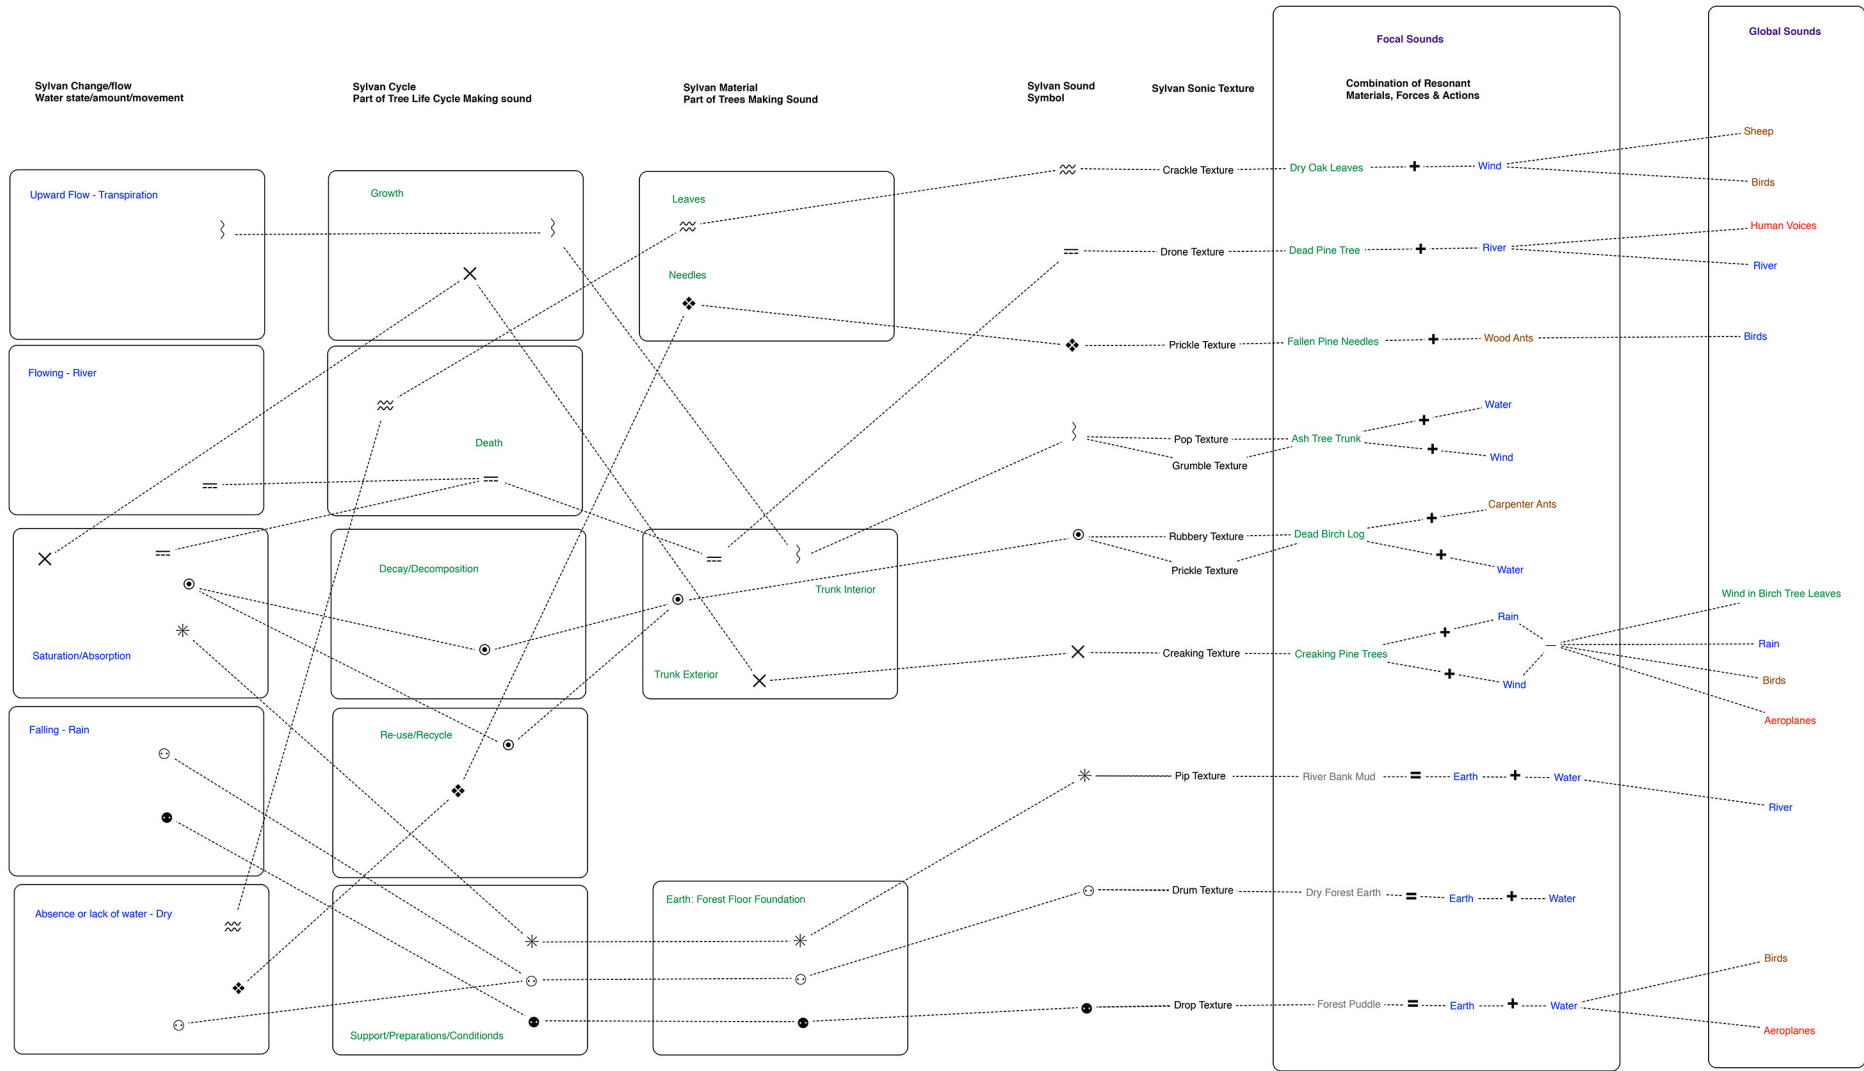 Focal Sounds
Global Sounds
Sylvan Change/flow
Water state/amount/movement
Sylvan Cycle
Part of Tree Life Cycle Making sound
Sylvan Material
Part of Trees Making Sound
Sylvan Sound
Symbol
Sylvan Sonic Texture
Combination of Resonant
Materials, Forces & Actions
Upward Flow - Transpiration
Flowing - River
Saturation/Absorption
Falling - Rain
Absence or lack of water - Dry
Growth
Death
Decay/Decomposition
Re-use/Recycle
Support/Preparations/Conditionds
Leaves
Needles
Trunk Interior
Trunk Exterior
Earth: Forest Floor Foundation
Crackle Texture
Dry Oak Leaves + Wind
Sheep
Birds
Drone Texture
Dead Pine Tree + River
Human Voices
River
Prickle Texture
Fallen Pine Needles + Wood Ants
Birds
Pop Texture
Grumble Texture
Ash Tree Trunk
+ Water
+ Wind
Rubbery Texture
Prickle Texture
Dead Birch Log
+ Carpenter Ants
+ Water
Creaking Texture
Creaking Pine Trees
+ Rain
+ Wind
Wind in Birch Tree Leaves
Rain
Birds
Aeroplanes
Pip Texture
River Bank Mud = Earth + Water
River
Drum Texture
Dry Forest Earth = Earth + Water
Drop Texture
Forest Puddle = Earth + Water
Birds
Aeroplanes